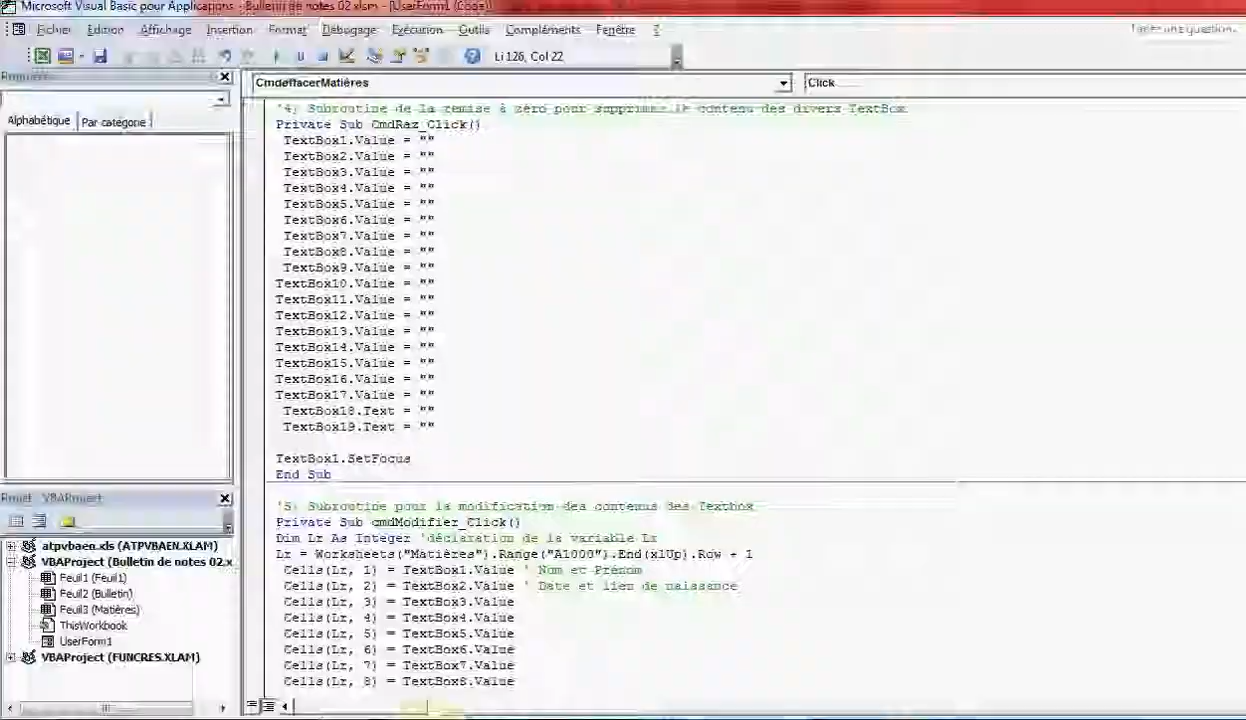 Microsoft Visual Basic pour Applications - Bulletin de notes 02.xlsm - [UserForm1 (Code)]
Fichier Edition Affichage Insertion Format Débogage Exécution Outils Compléments Fenêtre ?
Li 126, Col 22
Alphabétique Par catégorie
CmdeffacerMatières Click
'4) Subroutine de la remise à zéro pour supprimer le contenu des divers TextBox
Private Sub CmdRaz_Click()
TextBox1.Value = ""
TextBox2.Value = ""
TextBox3.Value = ""
TextBox4.Value = ""
TextBox5.Value = ""
TextBox6.Value = ""
TextBox7.Value = ""
TextBox8.Value = ""
TextBox9.Value = ""
TextBox10.Value = ""
TextBox11.Value = ""
TextBox12.Value = ""
TextBox13.Value = ""
TextBox14.Value = ""
TextBox15.Value = ""
TextBox16.Value = ""
TextBox17.Value = ""
TextBox18.Text = ""
TextBox19.Text = ""
TextBox1.SetFocus
End Sub
'5) Subroutine pour la modification des contenus des Textbox
Private Sub cmdModifier_Click()
Dim Lr As Integer 'déclaration de la variable Lr
Lr = Worksheets("Matières").Range("A1000").End(xlUp).Row + 1
Cells(Lr, 1) = TextBox1.Value ' Nom et Prénom
Cells(Lr, 2) = TextBox2.Value ' Date et lieu de naissance
Cells(Lr, 3) = TextBox3.Value
Cells(Lr, 4) = TextBox4.Value
Cells(Lr, 5) = TextBox5.Value
Cells(Lr, 6) = TextBox6.Value
Cells(Lr, 7) = TextBox7.Value
Cells(Lr, 8) = TextBox8.Value
Projet - VBAProject
atpvbaen.xls (ATPVBAEN.XLAM)
VBAProject (Bulletin de notes 02.x
Feuil1 (Feuil1)
Feuil2 (Bulletin)
Feuil3 (Matières)
ThisWorkbook
UserForm1
VBAProject (FUNCRES.XLAM)